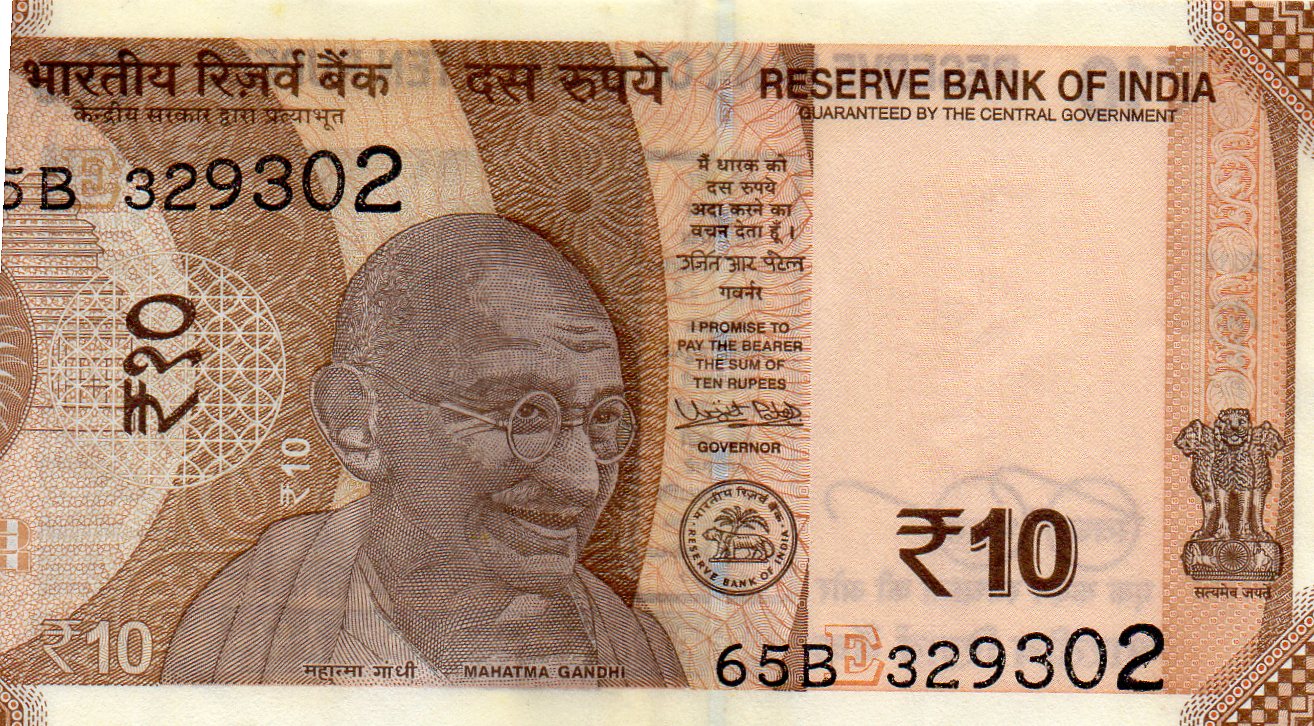 भारतीय रिज़र्व बैंक
केन्द्रीय सरकार द्वारा प्रत्याभूत
दस रुपये
RESERVE BANK OF INDIA
GUARANTEED BY THE CENTRAL GOVERNMENT
5B E 329302
मैं धारक को
दस रुपये
अदा करने का
वचन देता हूँ ।
उर्जित आर पटेल
गवर्नर
I PROMISE TO
PAY THE BEARER
THE SUM OF
TEN RUPEES
GOVERNOR
₹१०
₹10
भारतीय रिज़र्व बैंक
RESERVE BANK OF INDIA
₹10
सत्यमेव जयते
₹10
महात्मा गांधी
MAHATMA GANDHI
65B E 329302